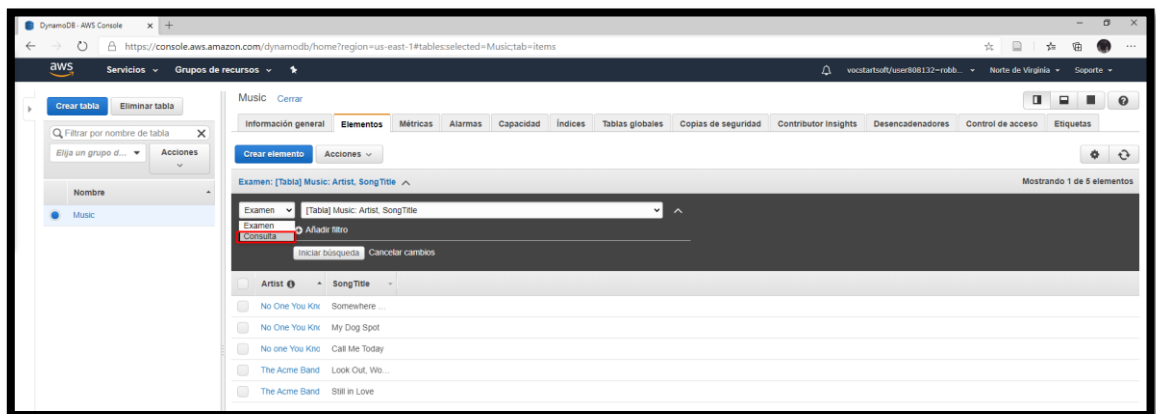 DynamoDB - AWS Console
https://console.aws.amazon.com/dynamodb/home?region=us-east-1#tables:selected=Music;tab=items
aws Servicios Grupos de recursos vocstartsoft/user808132=robb... Norte de Virginia Soporte
Crear tabla Eliminar tabla
Filtrar por nombre de tabla
Elija un grupo d... Acciones
Nombre
Music
Music Cerrar
Información general Elementos Métricas Alarmas Capacidad Índices Tablas globales Copias de seguridad Contributor Insights Desencadenadores Control de acceso Etiquetas
Crear elemento Acciones
Examen: [Tabla] Music: Artist, SongTitle Mostrando 1 de 5 elementos
Examen [Tabla] Music: Artist, SongTitle
Examen
Consulta
Añadir filtro
Iniciar búsqueda Cancelar cambios
Artist SongTitle
No One You Knc Somewhere ...
No One You Knc My Dog Spot
No one You Knc Call Me Today
The Acme Band Look Out, Wo...
The Acme Band Still in Love